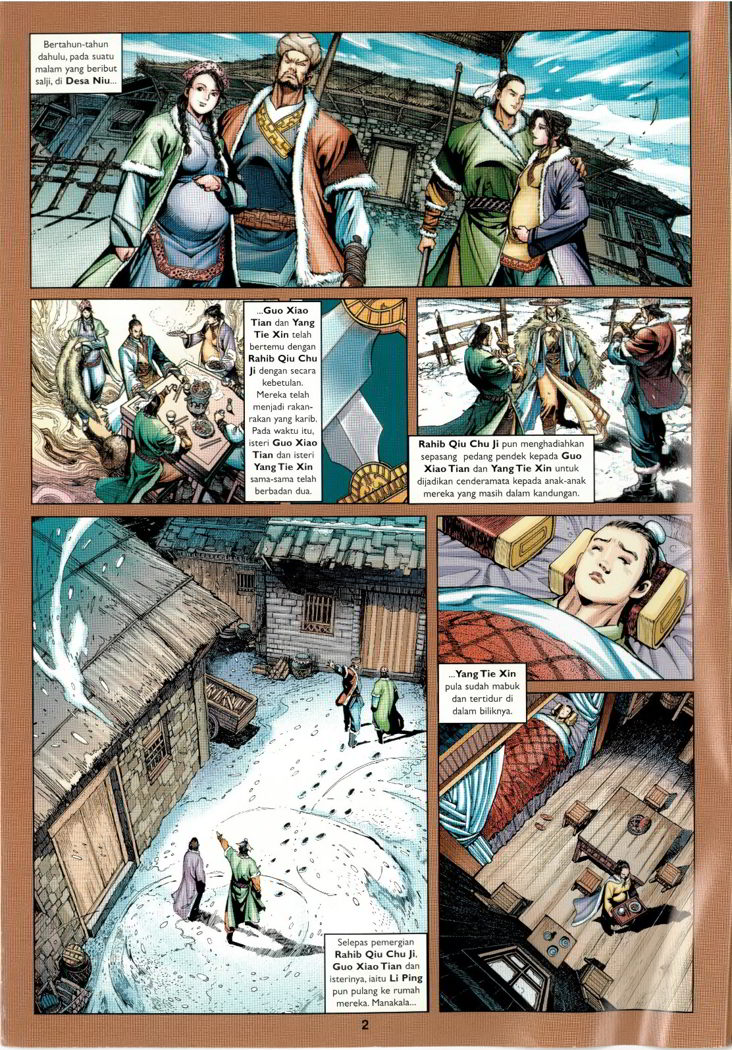 Bertahun-tahun
dahulu, pada suatu
malam yang beribut
salji, di Desa Niu...
...Guo Xiao
Tian dan Yang
Tie Xin telah
bertemu dengan
Rahib Qiu Chu
Ji dengan secara
kebetulan.
Mereka telah
menjadi rakan-
rakan yang karib.
Pada waktu itu,
isteri Guo Xiao
Tian dan isteri
Yang Tie Xin
sama-sama telah
berbadan dua.
Rahib Qiu Chu Ji pun menghadiahkan
sepasang pedang pendek kepada Guo
Xiao Tian dan Yang Tie Xin untuk
dijadikan cenderamata kepada anak-anak
mereka yang masih dalam kandungan.
...Yang Tie Xin
pula sudah mabuk
dan tertidur di
dalam biliknya.
Selepas pemergian
Rahib Qiu Chu Ji,
Guo Xiao Tian dan
isterinya, iaitu Li Ping
pun pulang ke rumah
mereka. Manakala...
2